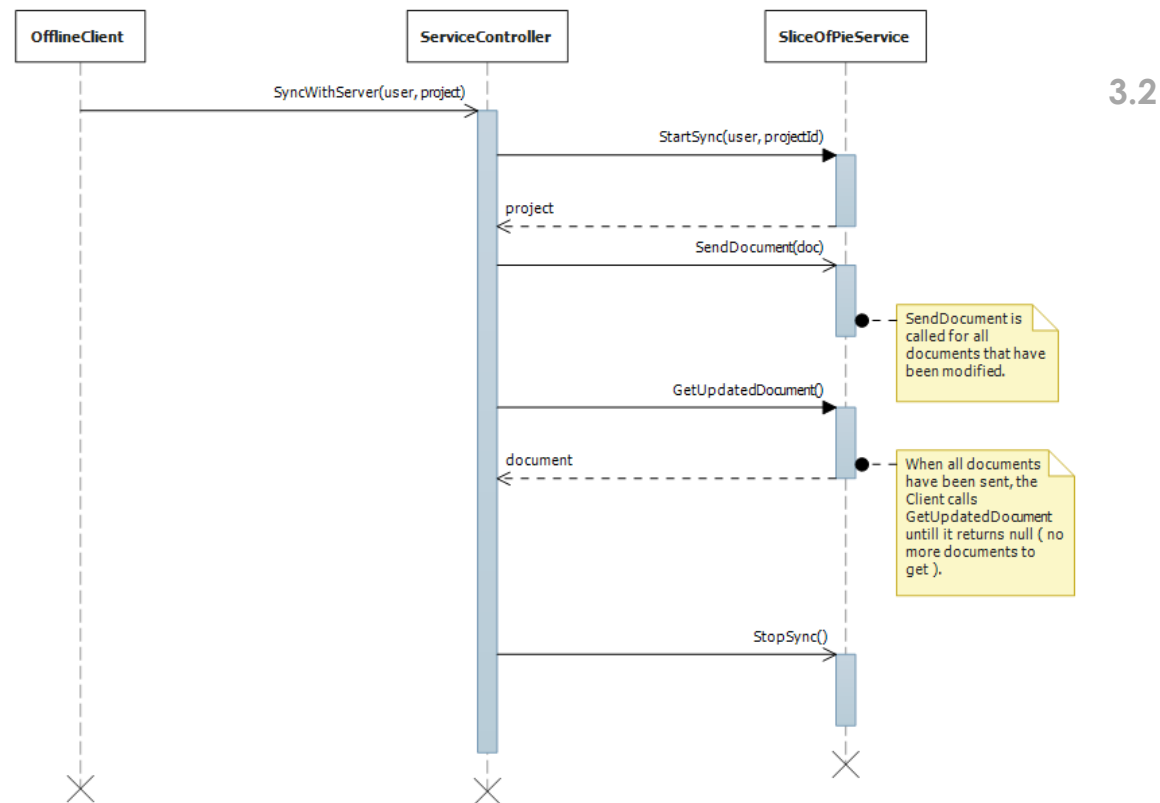 OfflineClient
ServiceController
SliceOfPieService
3.2
SyncWithServer(user, project)
StartSync(user, projectId)
project
SendDocument(doc)
SendDocument is
called for all
documents that have
been modified.
GetUpdatedDocument()
document
When all documents
have been sent, the
Client calls
GetUpdatedDocument
untill it returns null ( no
more documents to
get ).
StopSync()